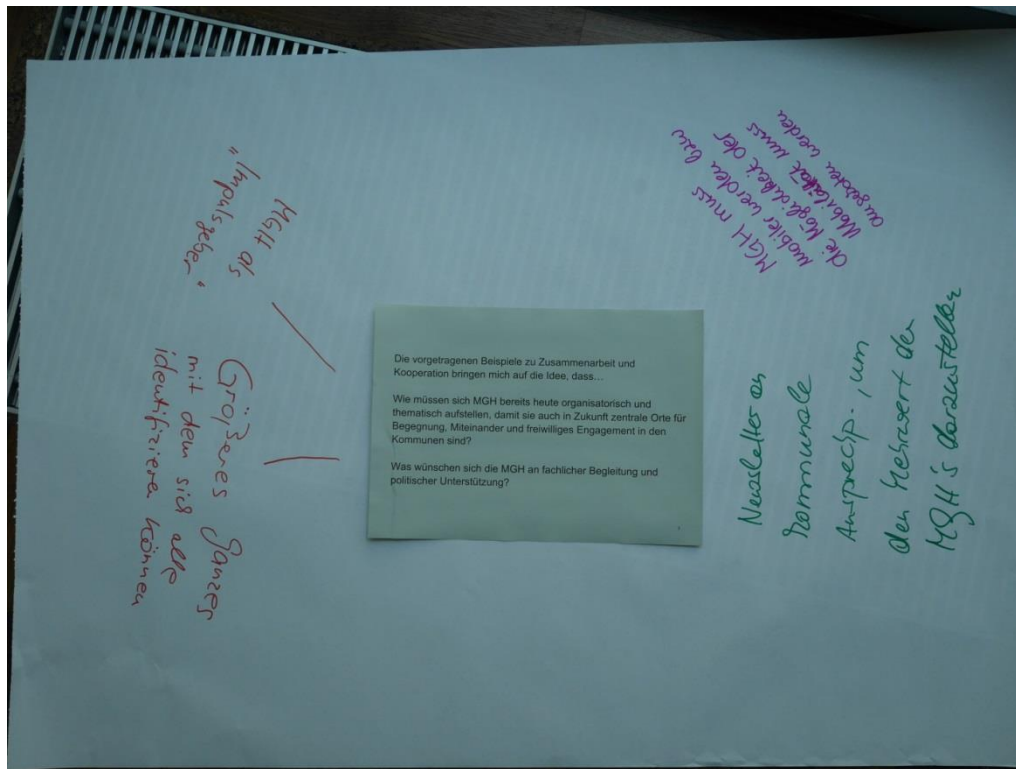 Die vorgetragenen Beispiele zu Zusammenarbeit und
Kooperation bringen mich auf die Idee, dass…
Wie müssen sich MGH bereits heute organisatorisch und
thematisch aufstellen, damit sie auch in Zukunft zentrale Orte für
Begegnung, Miteinander und freiwilliges Engagement in den
Kommunen sind?
Was wünschen sich die MGH an fachlicher Begleitung und
politischer Unterstützung?
MGH als
"Impulsgeber"
Größeres ganzes
mit dem sich alle
identifizieren können
MGH muss
mobiler werden bzw
die Möglichkeit der
Mobilität muss
angeboten werden
Newsletter an
kommunale
Ansprechp., um
den Mehrwert der
MGH's darzustellen